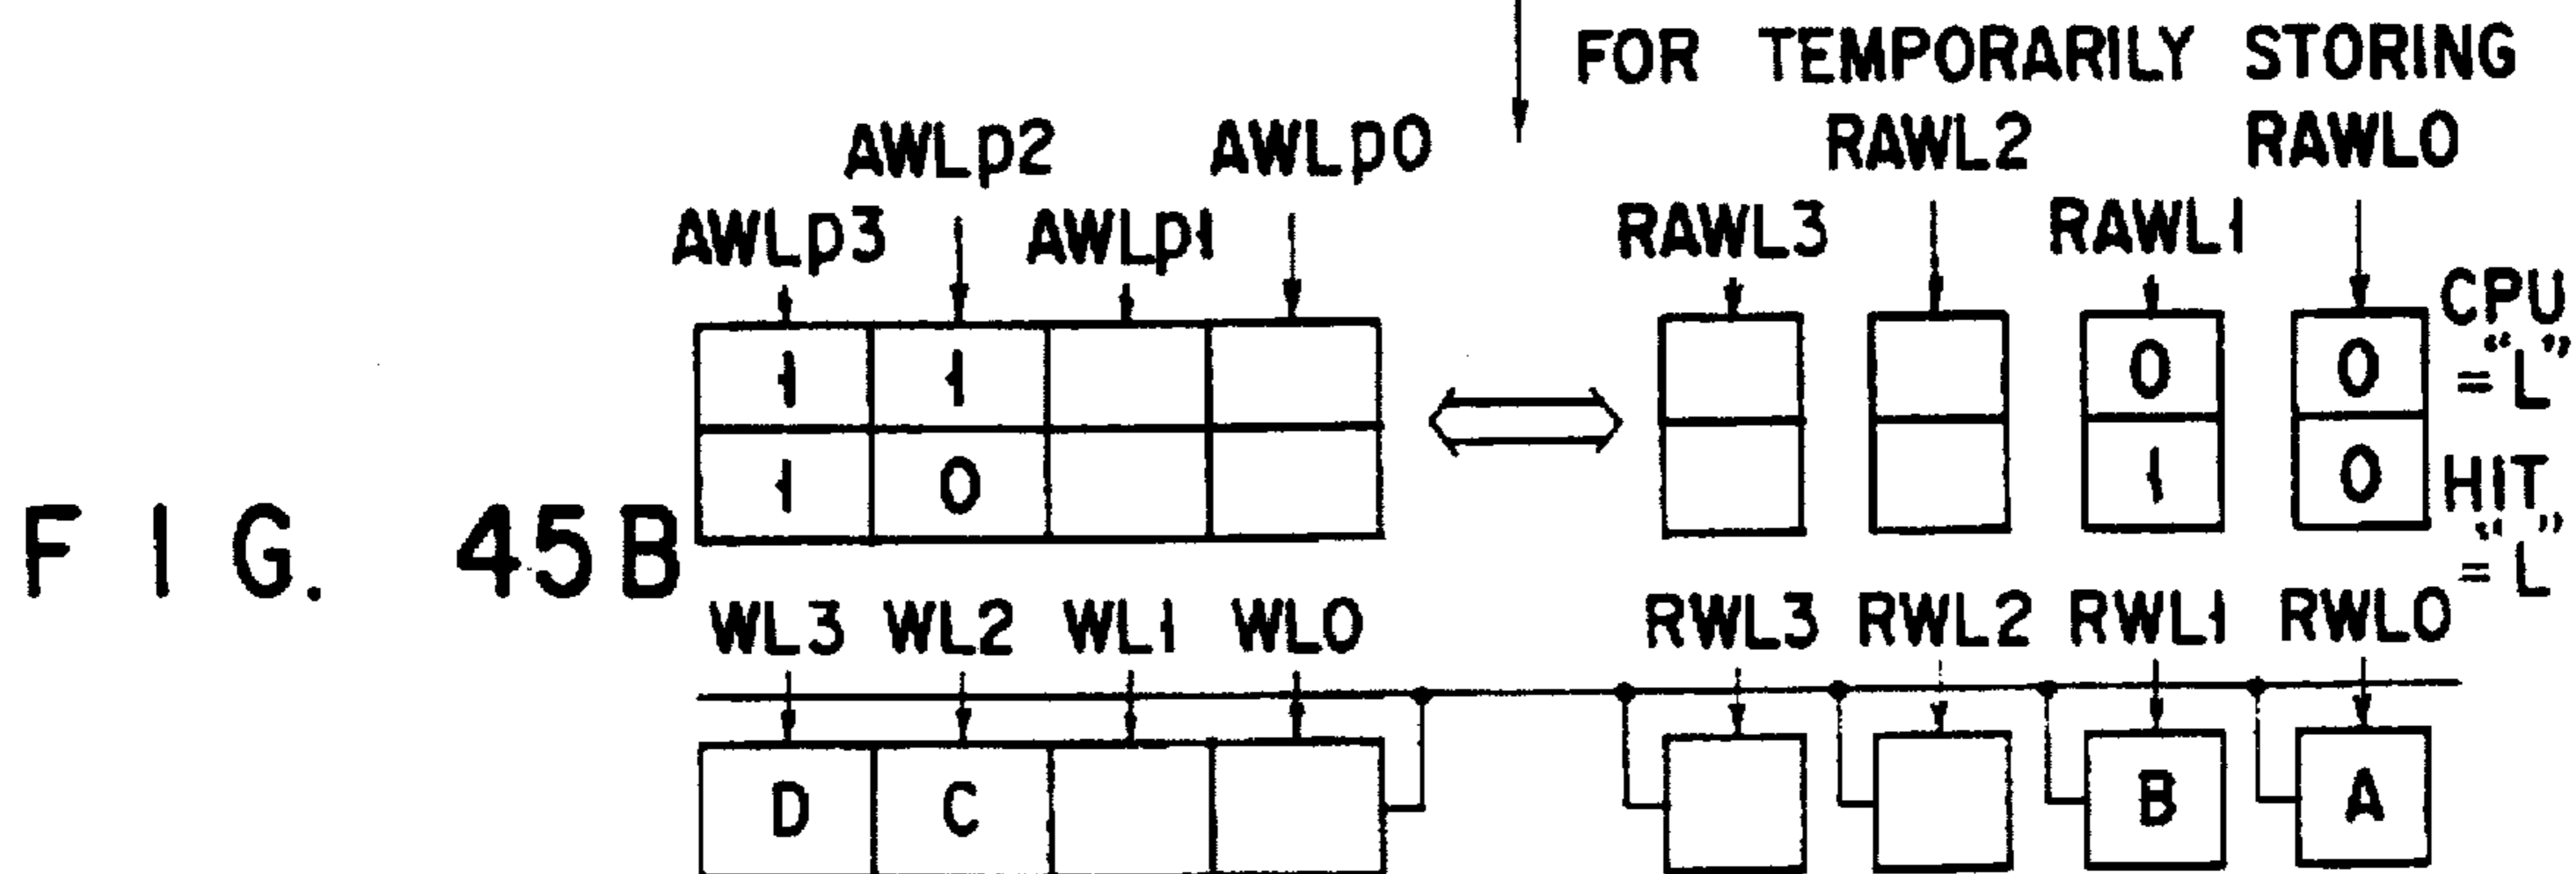 FOR TEMPORARILY STORING
AWLp2 AWLp0 RAWL2 RAWL0
AWLp3 AWLp1 RAWL3 RAWL1
CPU
="L"
1 1 0 0
HIT
="L"
1 0 1 0
FIG. 45B
WL3 WL2 WL1 WL0 RWL3 RWL2 RWL1 RWL0
D C B A